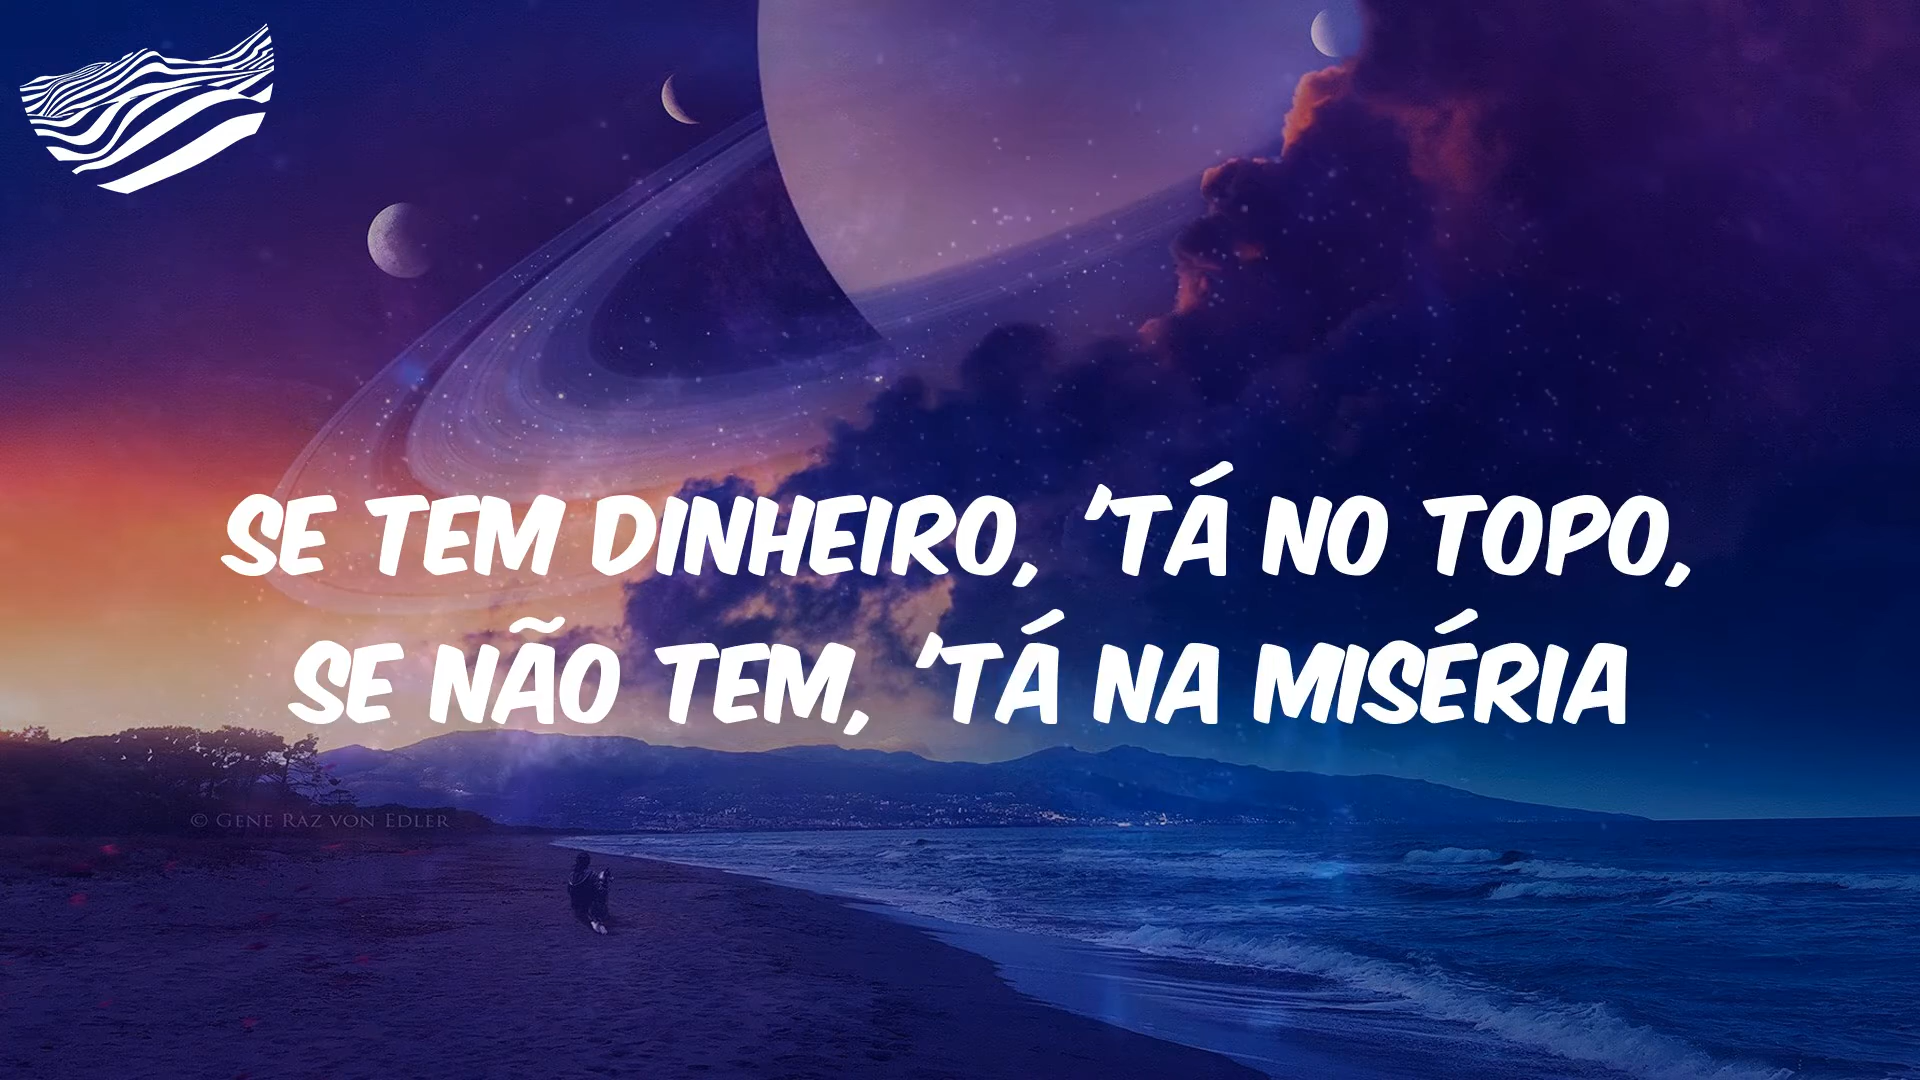 SE TEM DINHEIRO, 'TÁ NO TOPO,
SE NÃO TEM, 'TÁ NA MISÉRIA
© GENE RAZ VON EDLER